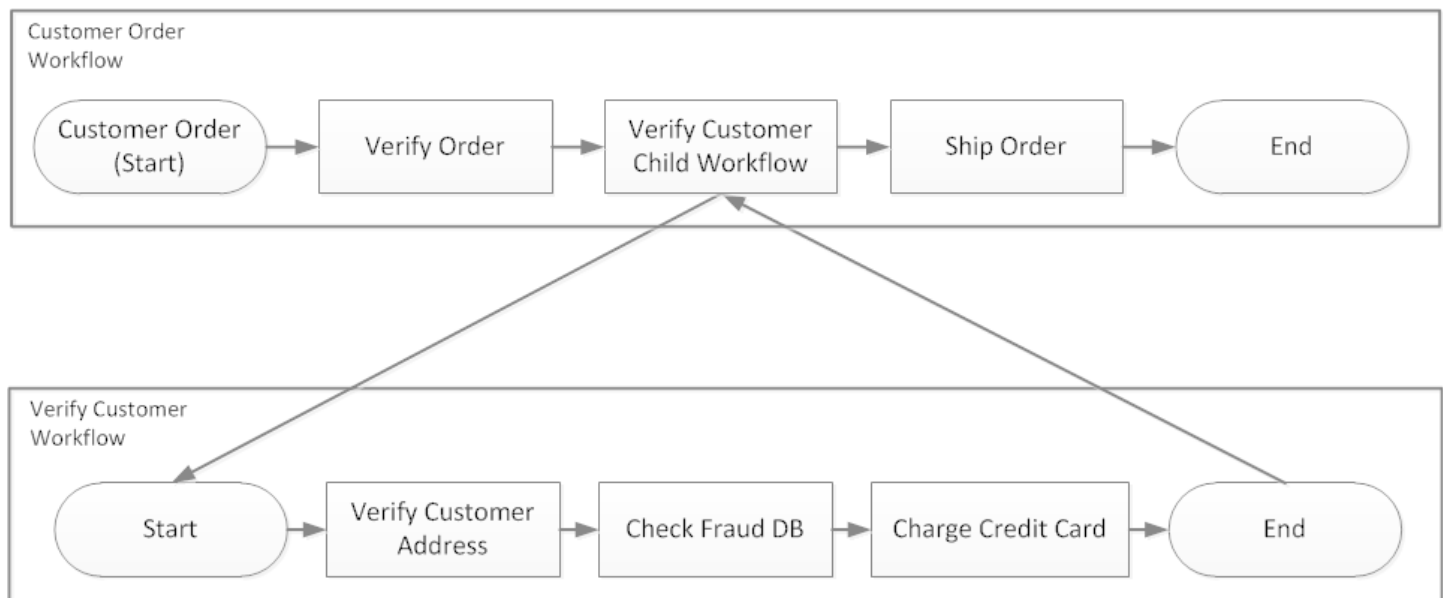 Customer Order
Workflow
Customer Order
(Start)
Verify Order
Verify Customer
Child Workflow
Ship Order
End
Verify Customer
Workflow
Start
Verify Customer
Address
Check Fraud DB
Charge Credit Card
End